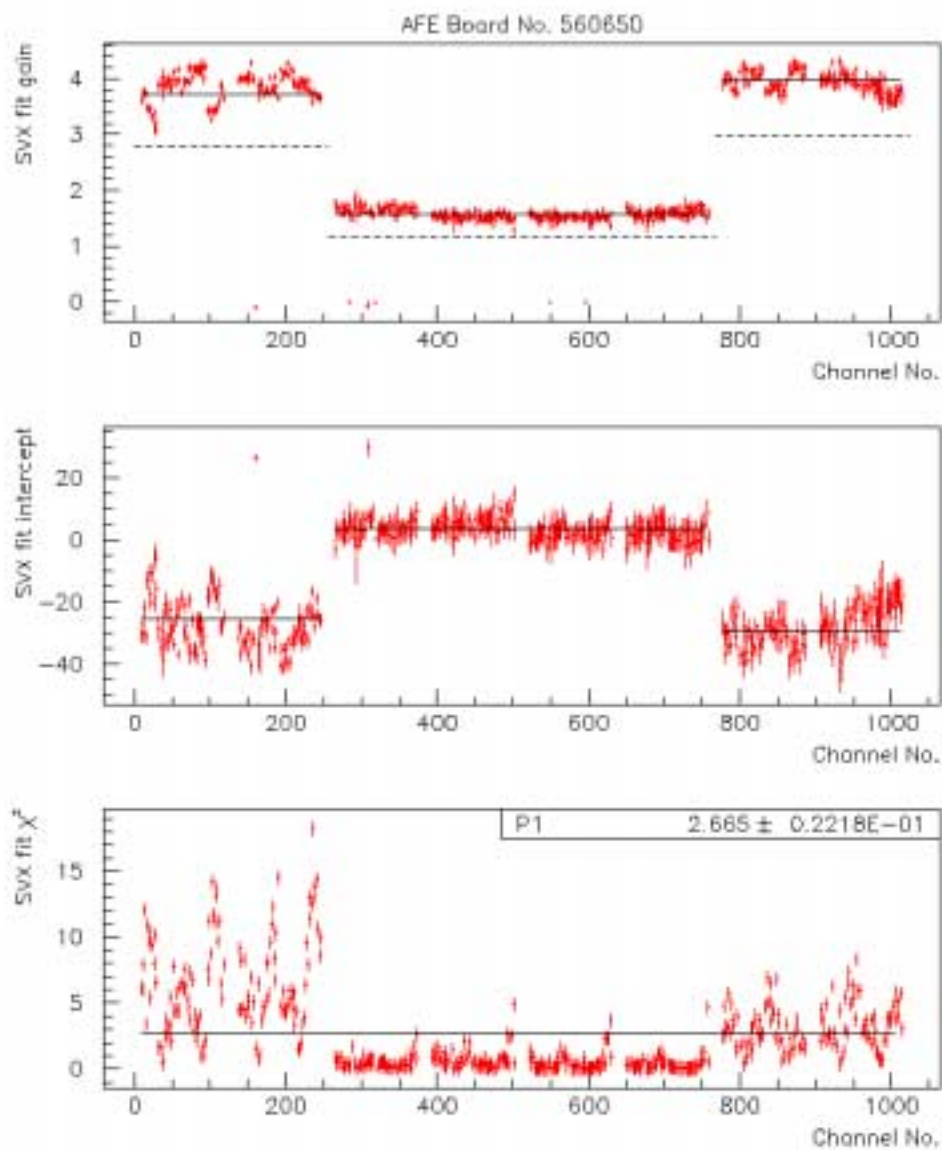 AFE Board No. 560650
SVX fit gain
4
3
2
1
0
0 200 400 600 800 1000
Channel No.
SVX fit intercept
20
0
−20
−40
0 200 400 600 800 1000
Channel No.
SVX fit χ²
P1 2.665 ± 0.2218E−01
15
10
5
0
0 200 400 600 800 1000
Channel No.